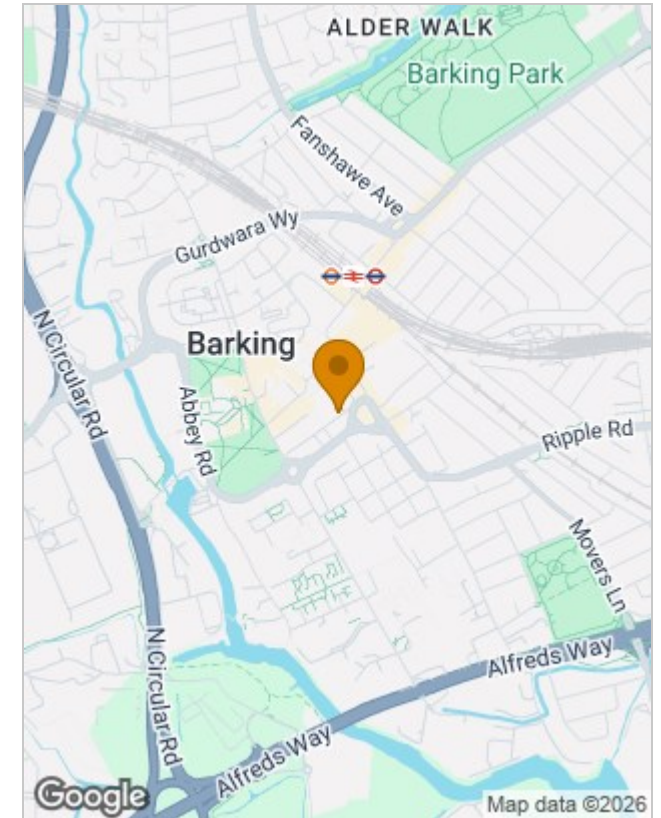 ALDER WALK
Barking Park
Fanshawe Ave
Gurdwara Wy
N Circular Rd
Barking
Abbey Rd
Ripple Rd
Movers Ln
N Circular Rd
Alfreds Way
Alfreds Way
Google
Map data ©2026